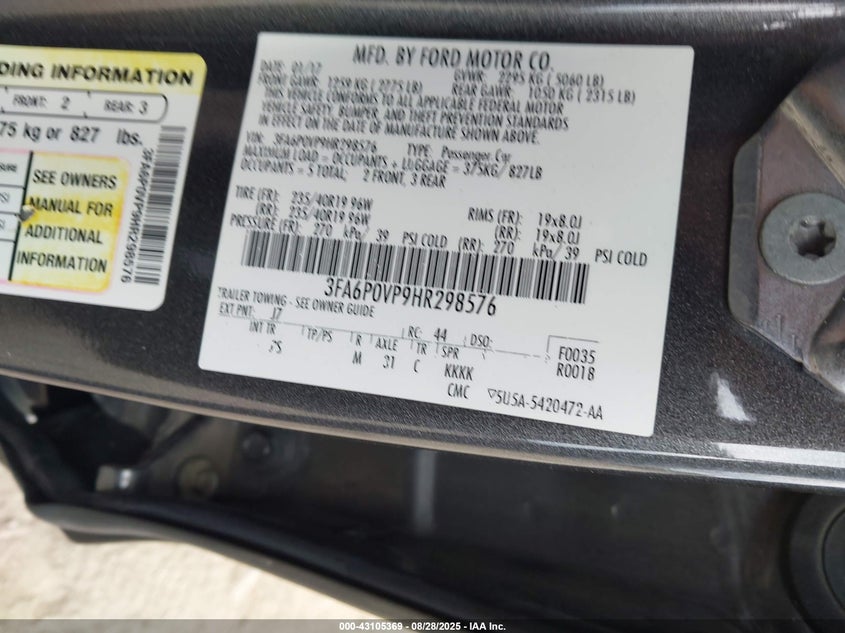 DING INFORMATION
FRONT: 2 REAR: 3
75 kg or 827 lbs.
SEE OWNERS
MANUAL FOR
ADDITIONAL
INFORMATION
3FA6P0VP9HR298576
MFD. BY FORD MOTOR CO.
DATE: 01/17 GVWR: 2295 KG ( 5060 LB)
FRONT GAWR: 1259 KG ( 2775 LB) REAR GAWR: 1050 KG ( 2315 LB)
THIS VEHICLE CONFORMS TO ALL APPLICABLE FEDERAL MOTOR
VEHICLE SAFETY, BUMPER, AND THEFT PREVENTION STANDARDS
IN EFFECT ON THE DATE OF MANUFACTURE SHOWN ABOVE.
VIN: 3FA6P0VP9HR298576 TYPE: Passenger Car
MAXIMUM LOAD = OCCUPANTS + LUGGAGE = 375KG/827LB
OCCUPANTS = 5 TOTAL; 2 FRONT, 3 REAR
TIRE (FR): 235/40R19 96W RIMS (FR): 19x8.0J
(RR): 235/40R19 96W (RR): 19x8.0J
PRESSURE (FR): 270 kPa/ 39 PSI COLD (RR): 270 kPa/ 39 PSI COLD
3FA6P0VP9HR298576
TRAILER TOWING - SEE OWNER GUIDE
EXT PNT: J7 RC: 44 DSO: F0035
INT TR TP/PS R AXLE TR SPR R0018
M 31 C KKKK
CMC ▽5U5A-5420472-AA
000-43105369 - 08/28/2025 - IAA Inc.